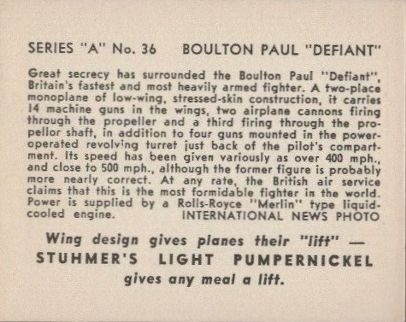 SERIES "A" No. 36 BOULTON PAUL "DEFIANT"
Great secrecy has surrounded the Boulton Paul "Defiant",
Britain's fastest and most heavily armed fighter. A two-place
monoplane of low-wing, stressed-skin construction, it carries
14 machine guns in the wings, two airplane cannons firing
through the propeller and a third firing through the pro-
pellor shaft, in addition to four guns mounted in the power-
operated revolving turret just back of the pilot's compart-
ment. Its speed has been given variously as over 400 mph.,
and close to 500 mph., although the former figure is probably
more nearly correct. At any rate, the British air service
claims that this is the most formidable fighter in the world.
Power is supplied by a Rolls-Royce "Merlin" type liquid-
cooled engine. INTERNATIONAL NEWS PHOTO
Wing design gives planes their "lift" —
STUHMER'S LIGHT PUMPERNICKEL
gives any meal a lift.